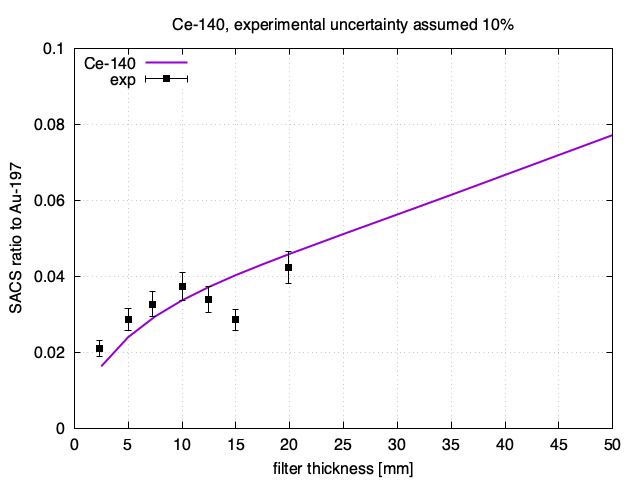 Ce-140, experimental uncertainty assumed 10%
Ce-140
exp
SACS ratio to Au-197
0.1
0.08
0.06
0.04
0.02
0
0 5 10 15 20 25 30 35 40 45 50
filter thickness [mm]